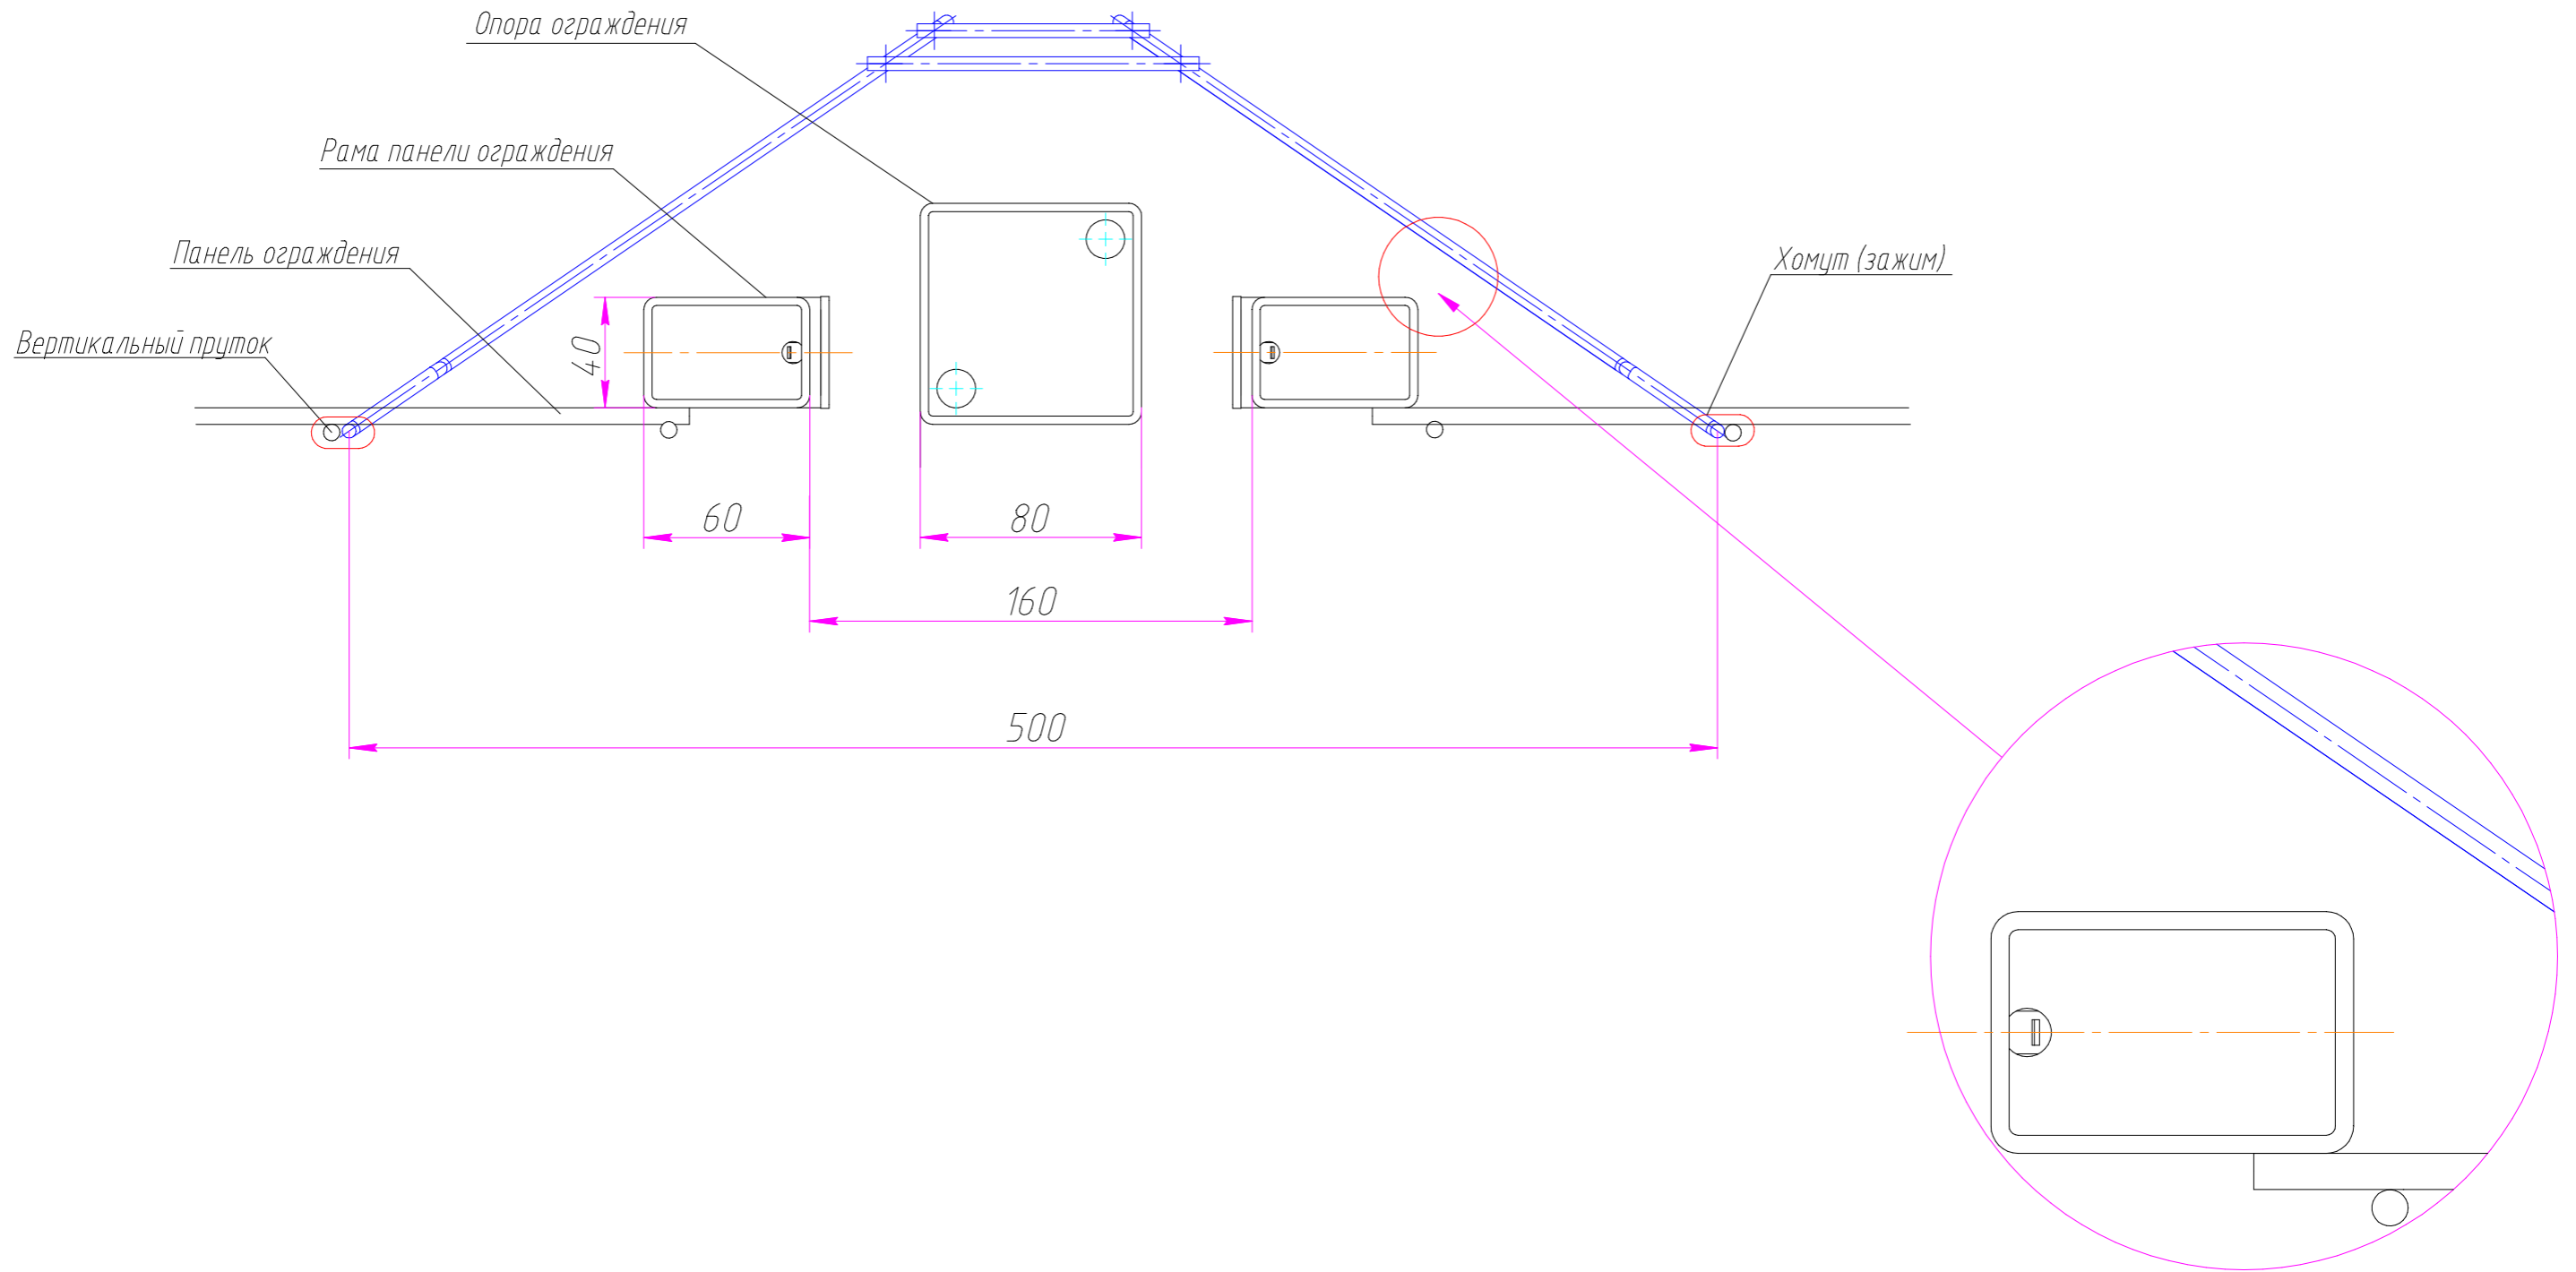 Опора ограждения
Рама панели ограждения
Панель ограждения
Хомут (зажим)
Вертикальный пруток
40
60
80
160
500